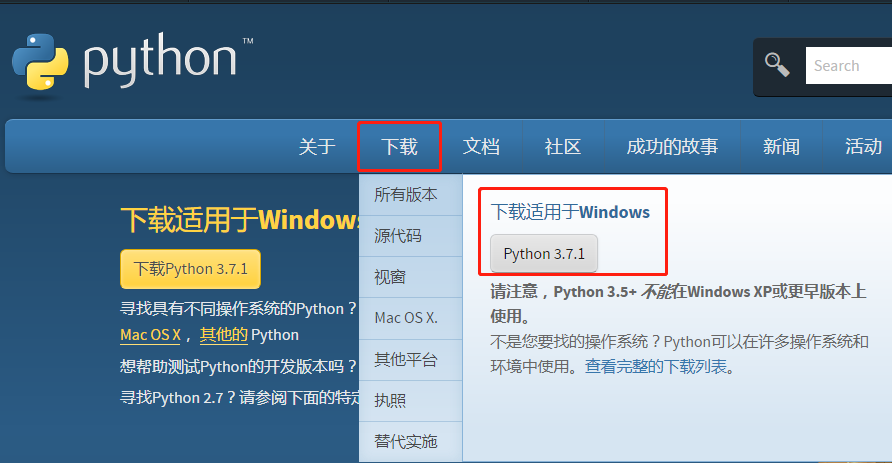 python™
Search
关于 下载 文档 社区 成功的故事 新闻 活动
下载适用于Windows
下载Python 3.7.1
寻找具有不同操作系统的Python？
Mac OS X ， 其他的 Python
想帮助测试Python的开发版本吗？
寻找Python 2.7？请参阅下面的特定
所有版本
源代码
视窗
Mac OS X.
其他平台
执照
替代实施
下载适用于Windows
Python 3.7.1
请注意，Python 3.5+ 不能在Windows XP或更早版本上
使用。
不是您要找的操作系统？Python可以在许多操作系统和
环境中使用。查看完整的下载列表。